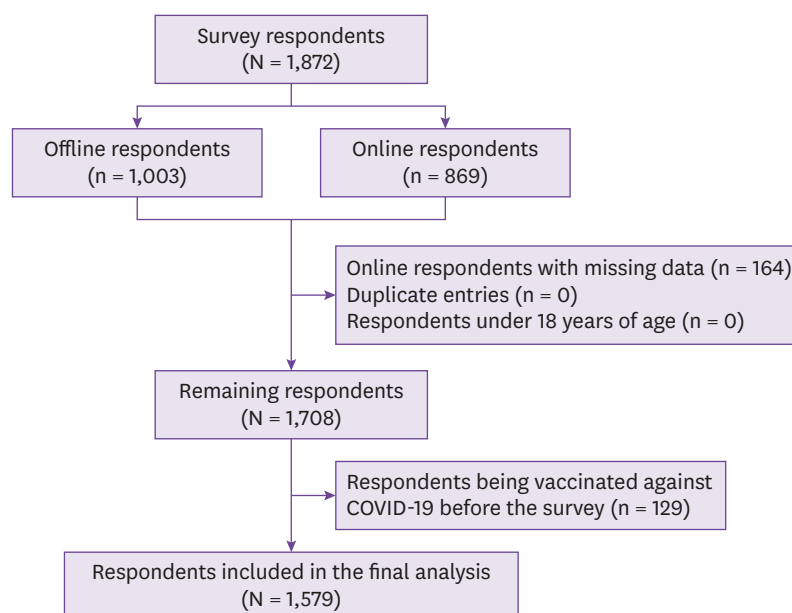 Survey respondents
(N = 1,872)
Offline respondents
(n = 1,003)
Online respondents
(n = 869)
Online respondents with missing data (n = 164)
Duplicate entries (n = 0)
Respondents under 18 years of age (n = 0)
Remaining respondents
(N = 1,708)
Respondents being vaccinated against
COVID-19 before the survey (n = 129)
Respondents included in the final analysis
(N = 1,579)